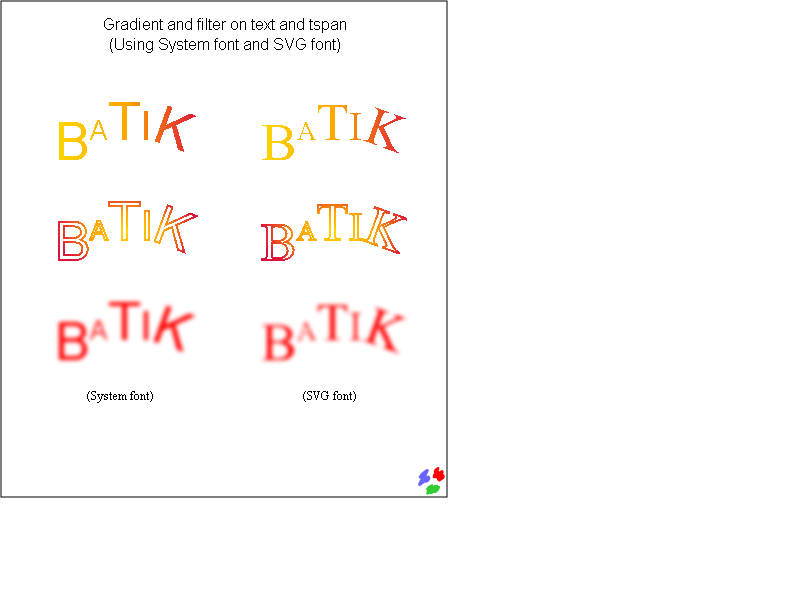 Gradient and filter on text and tspan
(Using System font and SVG font)
BATIK BATIK
BATIK BATIK
BATIK BATIK
(System font) (SVG font)